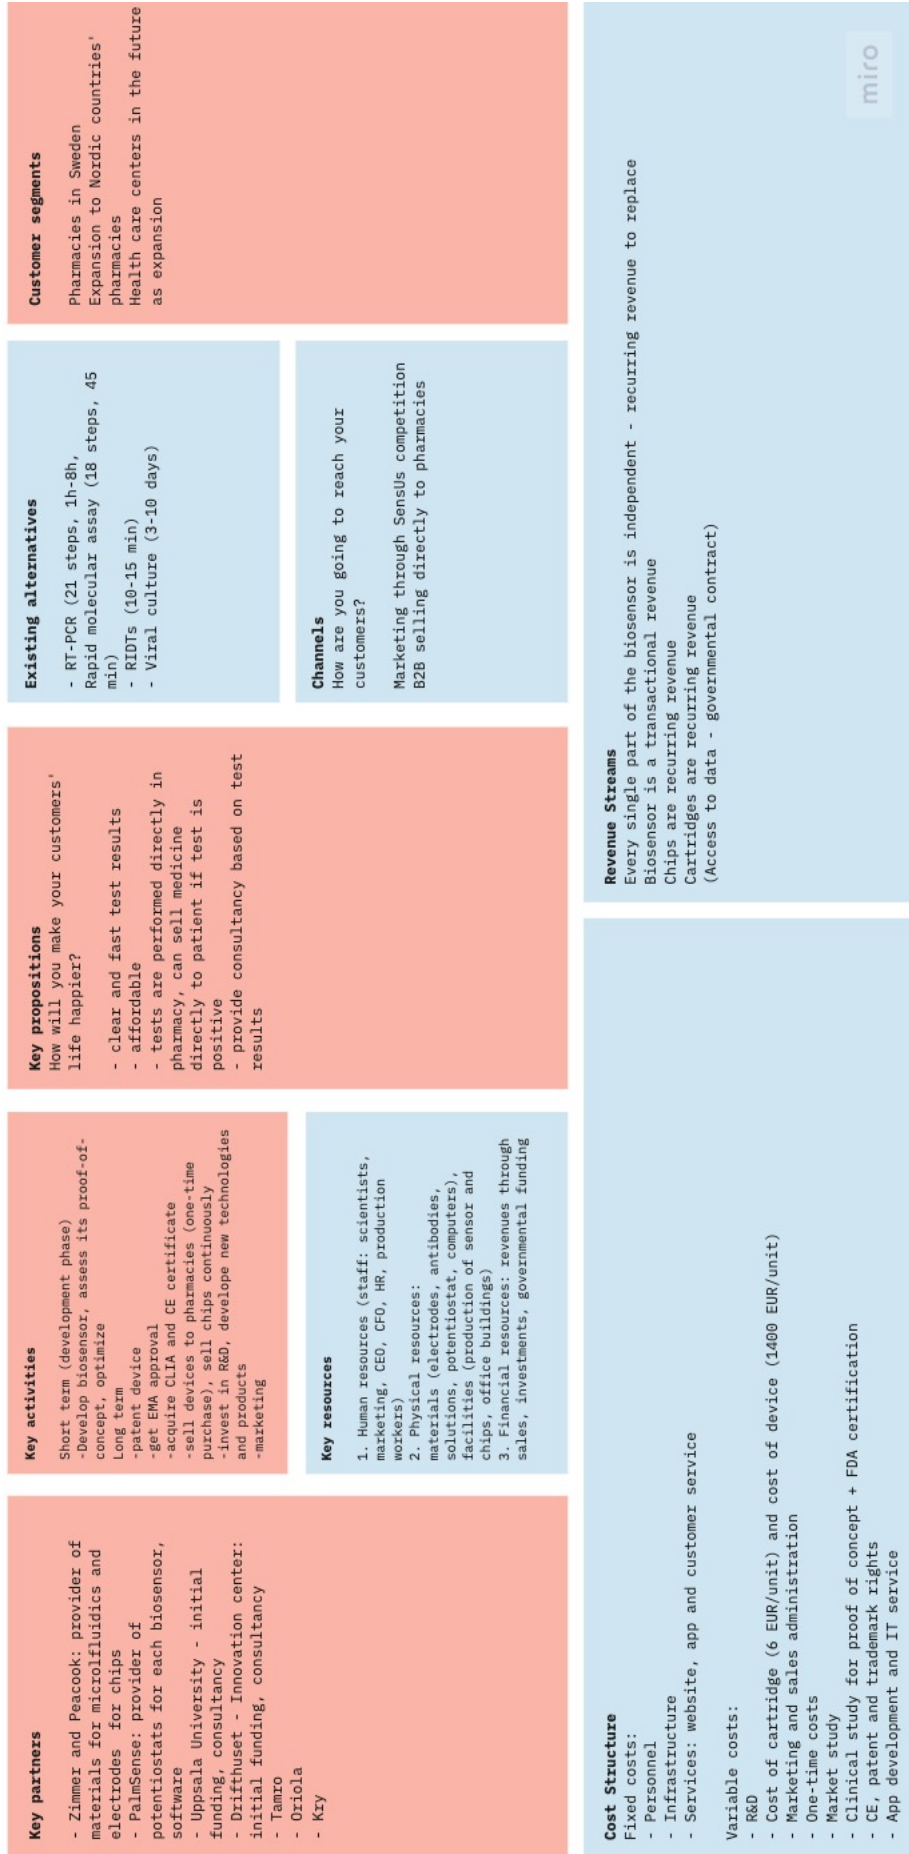 Key partners
- Zimmer and Peacook: provider of
materials for microlfluidics and
electrodes  for chips
- PalmSense: provider of
potentiostats for each biosensor,
software
- Uppsala University - initial
funding, consultancy
- Drifthuset - Innovation center:
initial funding, consultancy
- Tamro
- Oriola
- Kry
Key activities
Short term (development phase)
-Develop biosensor, assess its proof-of-
concept, optimize
Long term
-patent device
-get EMA approval
-acquire CLIA and CE certificate
-sell devices to pharmacies (one-time
purchase), sell chips continuously
-invest in R&D, develope new technologies
and products
-marketing
Key resources
1. Human resources (staff: scientists,
marketing, CEO, CFO, HR, production
workers)
2. Physical resources:
materials (electrodes, antibodies,
solutions, potentiostat, computers),
facilities (production of sensor and
chips, office buildings)
3. Financial resources: revenues through
sales, investments, governmental funding
Key propositions
How will you make your customers'
life happier?
- clear and fast test results
- affordable
- tests are performed directly in
pharmacy, can sell medicine
directly to patient if test is
positive
- provide consultancy based on test
results
Existing alternatives
- RT-PCR (21 steps, 1h-8h,
Rapid molecular assay (18 steps, 45
min)
- RIDTs (10-15 min)
- Viral culture (3-10 days)
Channels
How are you going to reach your
customers?
Marketing through SensUs competition
B2B selling directly to pharmacies
Customer segments
Pharmacies in Sweden
Expansion to Nordic countries'
pharmacies
Health care centers in the future
as expansion
Cost Structure
Fixed costs:
- Personnel
- Infrastructure
- Services: website, app and customer service
Variable costs:
- R&D
- Cost of cartridge (6 EUR/unit) and cost of device (1400 EUR/unit)
- Marketing and sales administration
- One-time costs
- Market study
- Clinical study for proof of concept + FDA certification
- CE, patent and trademark rights
- App development and IT service
Revenue Streams
Every single part of the biosensor is independent - recurring revenue to replace
Biosensor is a transactional revenue
Chips are recurring revenue
Cartridges are recurring revenue
(Access to data - governmental contract)
miro